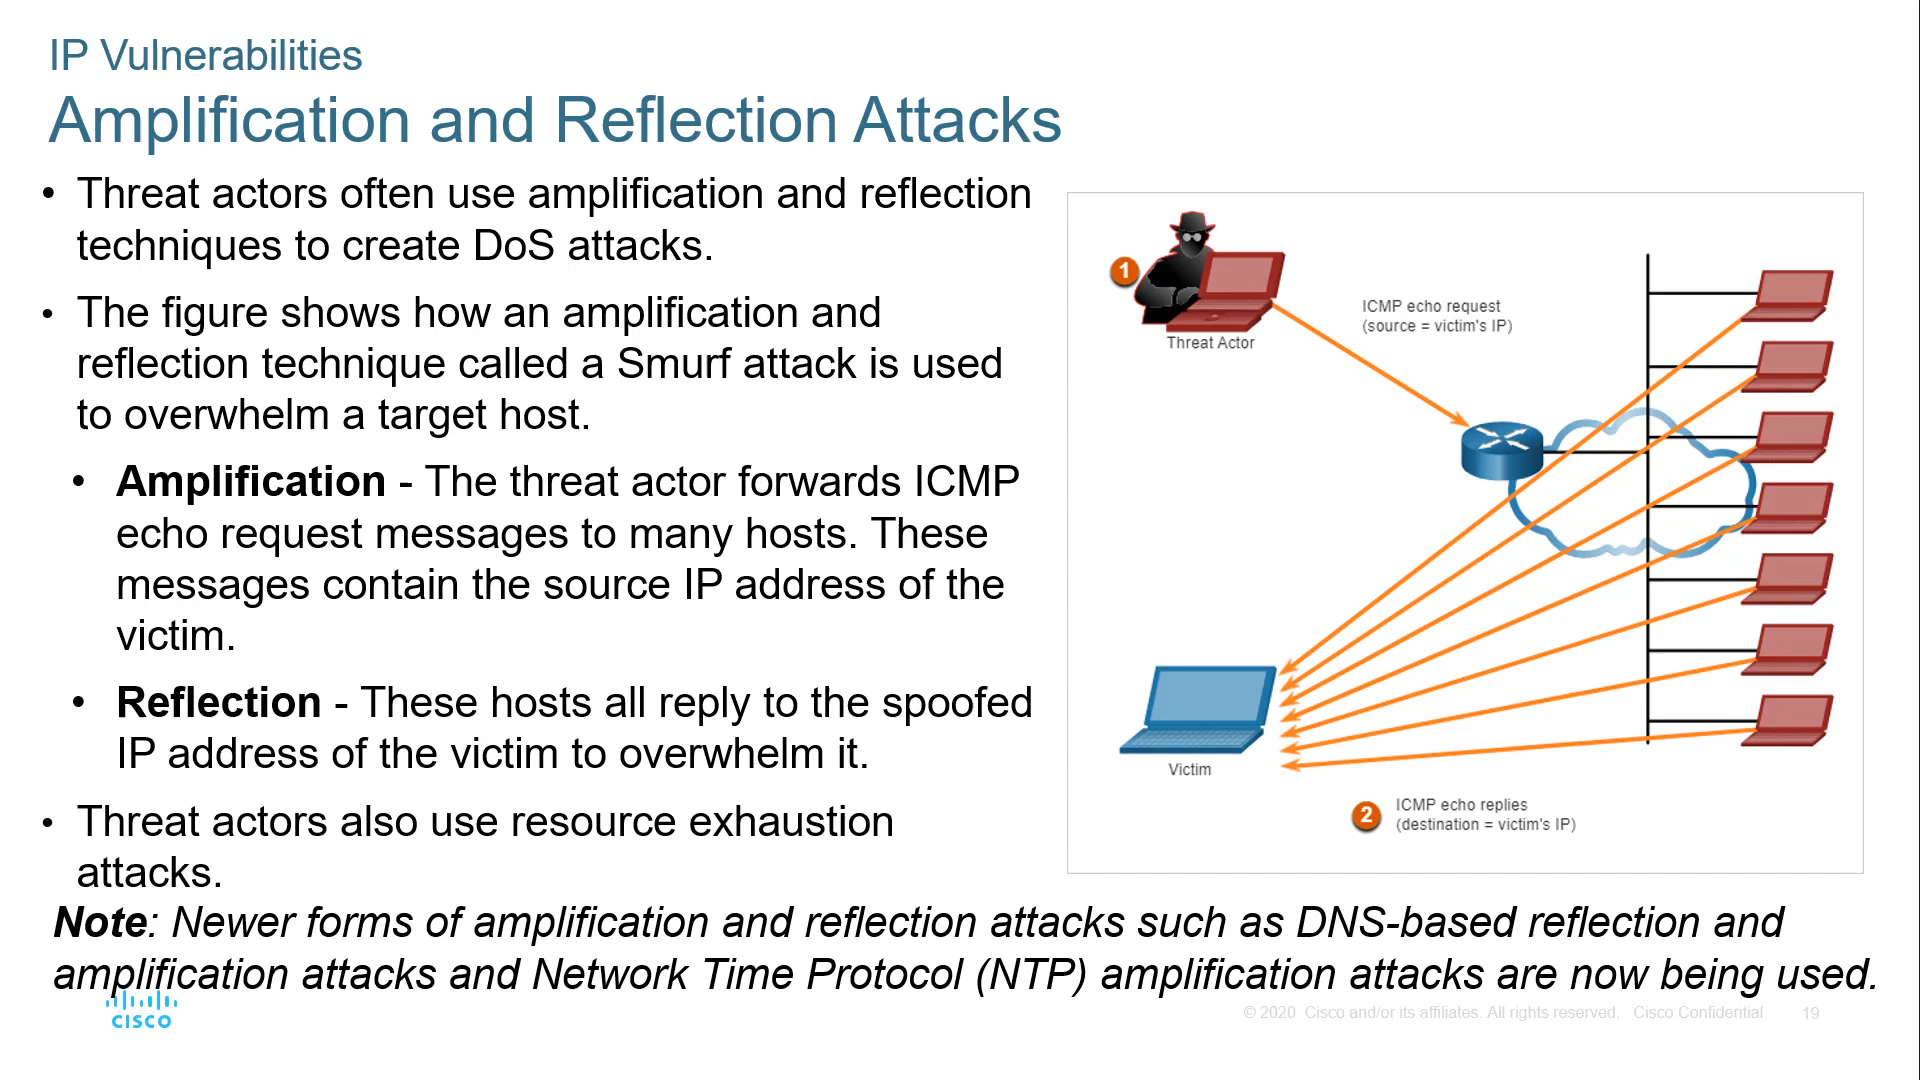 IP Vulnerabilities
Amplification and Reflection Attacks
• Threat actors often use amplification and reflection
techniques to create DoS attacks.
• The figure shows how an amplification and
reflection technique called a Smurf attack is used
to overwhelm a target host.
• Amplification - The threat actor forwards ICMP
echo request messages to many hosts. These
messages contain the source IP address of the
victim.
• Reflection - These hosts all reply to the spoofed
IP address of the victim to overwhelm it.
• Threat actors also use resource exhaustion
attacks.
1
Threat Actor
ICMP echo request
(source = victim's IP)
Victim
2
ICMP echo replies
(destination = victim's IP)
Note: Newer forms of amplification and reflection attacks such as DNS-based reflection and
amplification attacks and Network Time Protocol (NTP) amplification attacks are now being used.
CISCO
© 2020 Cisco and/or its affiliates. All rights reserved. Cisco Confidential
19